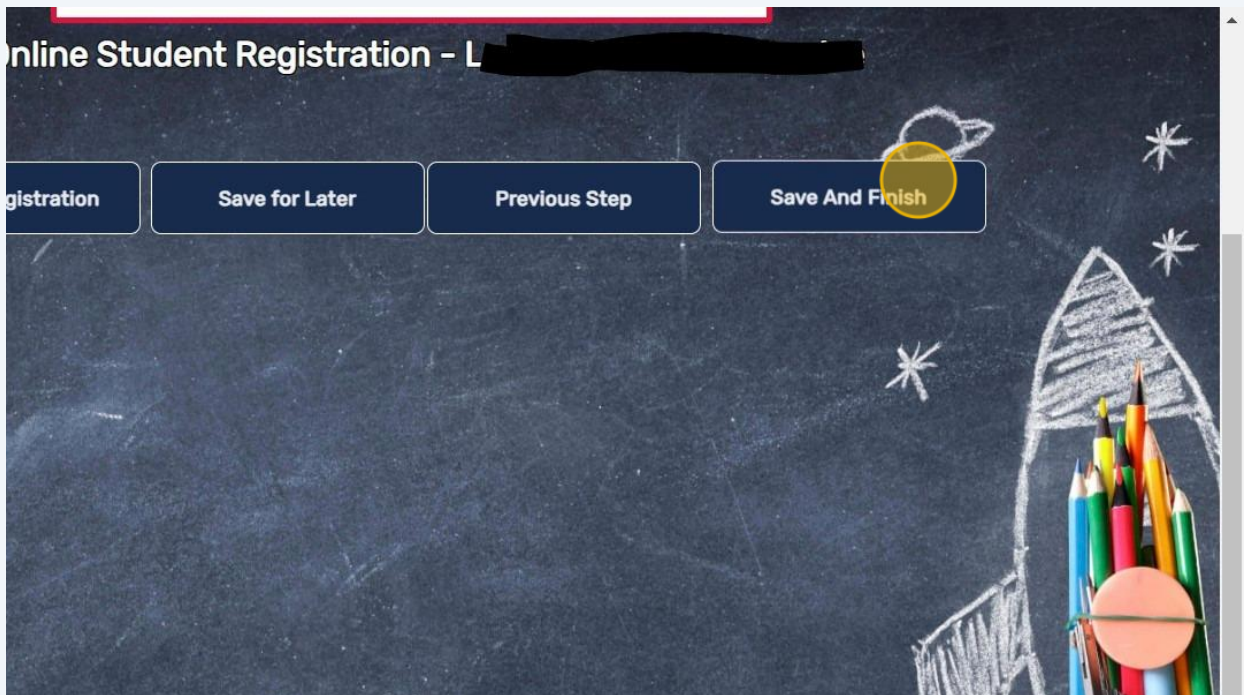 nline Student Registration - L
gistration
Save for Later
Previous Step
Save And Finish